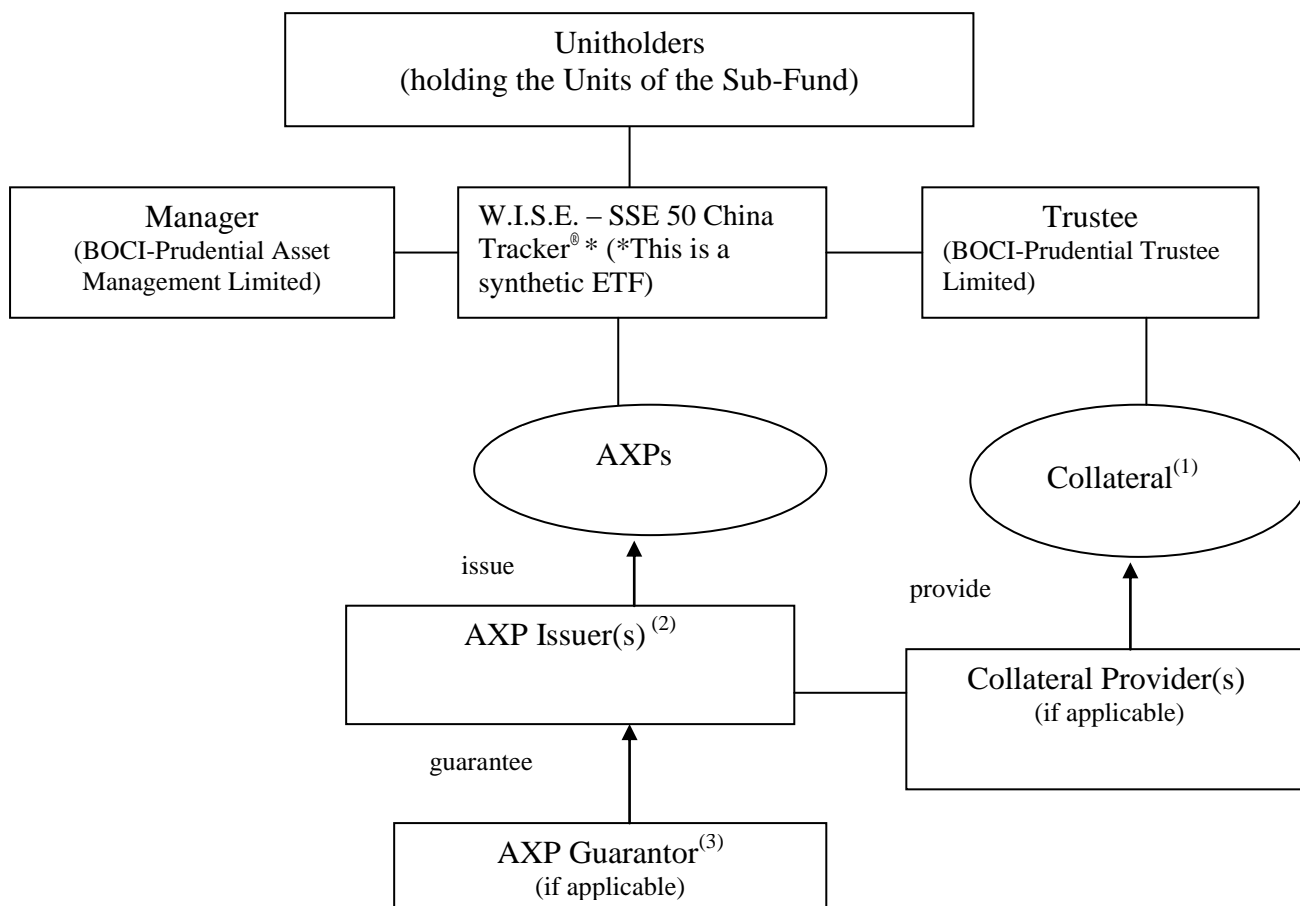 Unitholders
(holding the Units of the Sub-Fund)
Manager
(BOCI-Prudential Asset
Management Limited)
W.I.S.E. – SSE 50 China
Tracker® * (*This is a
synthetic ETF)
Trustee
(BOCI-Prudential Trustee
Limited)
AXPs
Collateral(1)
issue
provide
AXP Issuer(s) (2)
Collateral Provider(s)
(if applicable)
guarantee
AXP Guarantor(3)
(if applicable)